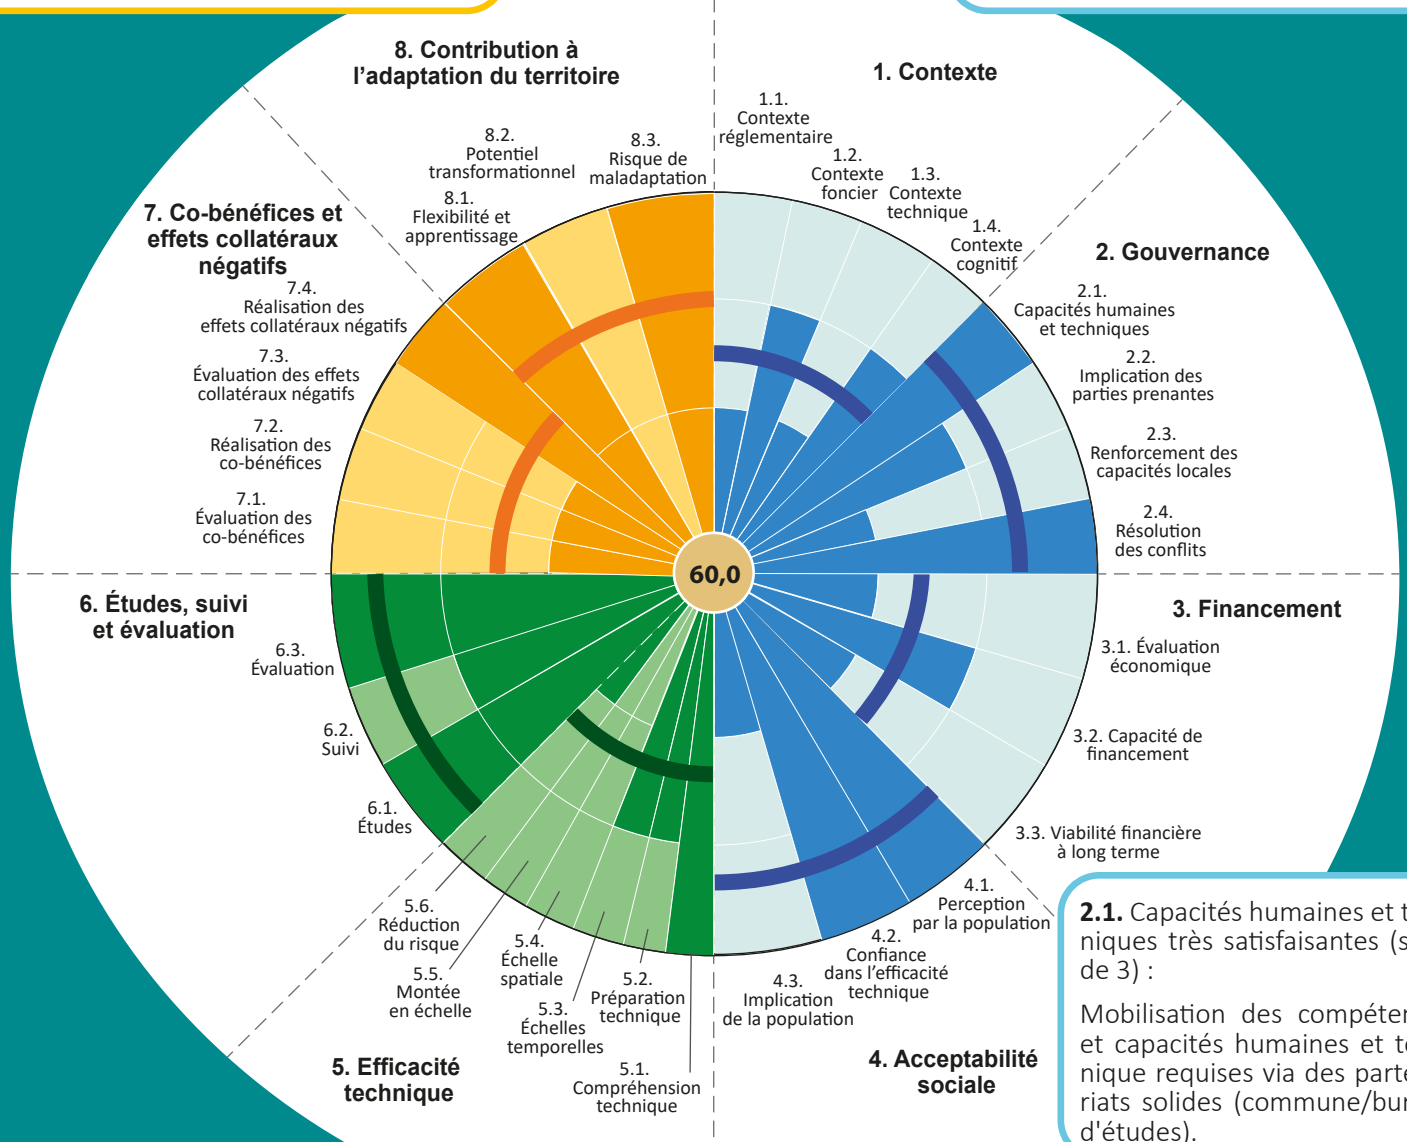 8. Contribution à
l’adaptation du territoire
1. Contexte
1.1.
Contexte
réglementaire
1.2.
Contexte
foncier
1.3.
Contexte
technique
1.4.
Contexte
cognitif
8.3.
Risque de
maladaptation
8.2.
Potentiel
transformationnel
8.1.
Flexibilité et
apprentissage
2. Gouvernance
2.1.
Capacités humaines
et techniques
2.2.
Implication des
parties prenantes
2.3.
Renforcement des
capacités locales
2.4.
Résolution
des conflits
7. Co-bénéfices et
effets collatéraux
négatifs
7.4.
Réalisation des
effets collatéraux négatifs
7.3.
Évaluation des effets
collatéraux négatifs
7.2.
Réalisation des
co-bénéfices
7.1.
Évaluation des
co-bénéfices
60,0
3. Financement
3.1. Évaluation
économique
3.2. Capacité de
financement
3.3. Viabilité financière
à long terme
6. Études, suivi
et évaluation
6.3.
Évaluation
6.2.
Suivi
6.1.
Études
4.1.
Perception
par la population
4.2.
Confiance
dans l’efficacité
technique
4.3.
Implication
de la population
4. Acceptabilité
sociale
5.6.
Réduction
du risque
5.5.
Montée
en échelle
5.4.
Échelle
spatiale
5.3.
Échelles
temporelles
5.2.
Préparation
technique
5.1.
Compréhension
technique
5. Efficacité
technique
2.1. Capacités humaines et t
niques très satisfaisantes (s
de 3) :
Mobilisation des compéter
et capacités humaines et te
nique requises via des parte
riats solides (commune/bur
d'études).